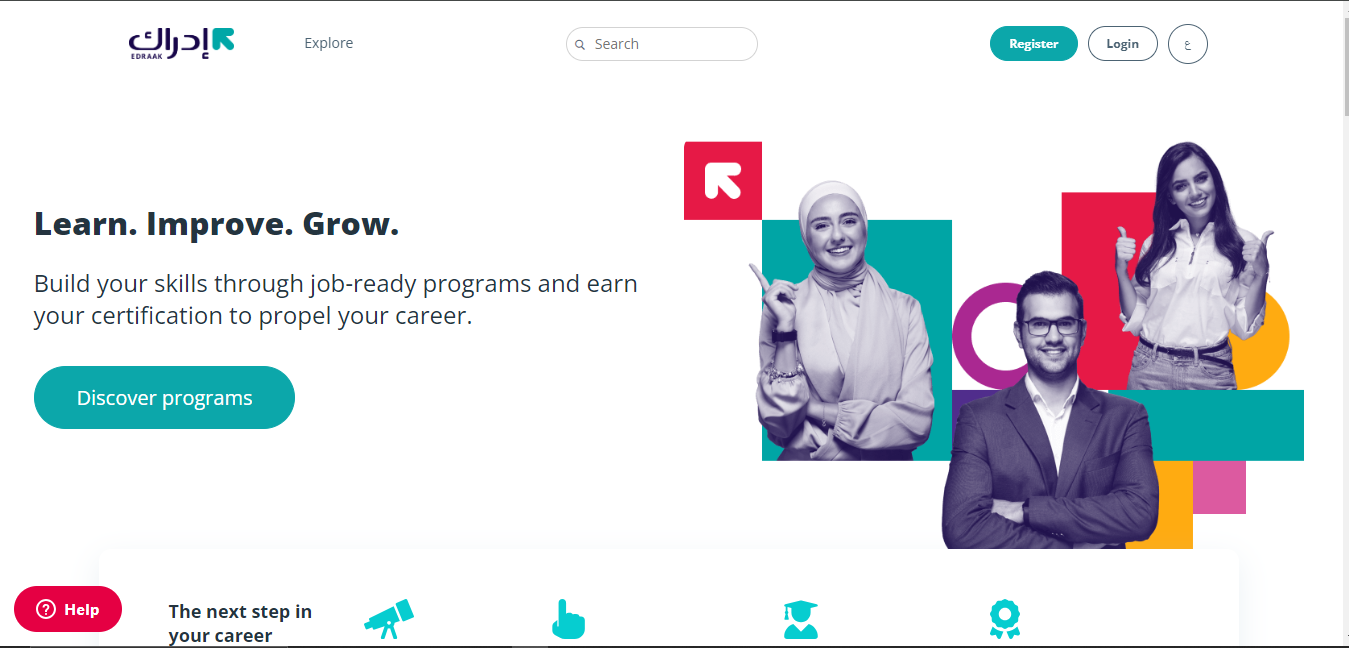 إدراك
EDRAAK
Explore
Search
Register
Login
ع
Learn. Improve. Grow.
Build your skills through job-ready programs and earn
your certification to propel your career.
Discover programs
Help
The next step in
your career